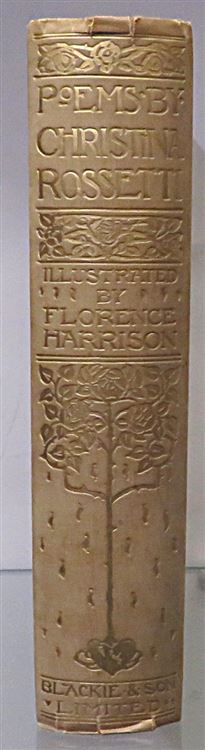 POEMS·BY·
CHRISTINA
ROSSETTI
ILLUSTRATED
BY
FLORENCE
HARRISON
BLACKIE·&·SON
LIMITED